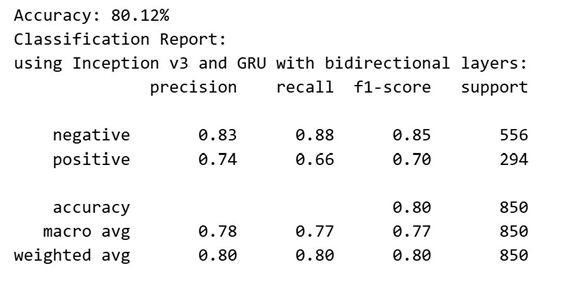 Accuracy: 80.12%
Classification Report:
using Inception v3 and GRU with bidirectional layers:
precision recall f1-score support
negative 0.83 0.88 0.85 556
positive 0.74 0.66 0.70 294
accuracy 0.80 850
macro avg 0.78 0.77 0.77 850
weighted avg 0.80 0.80 0.80 850